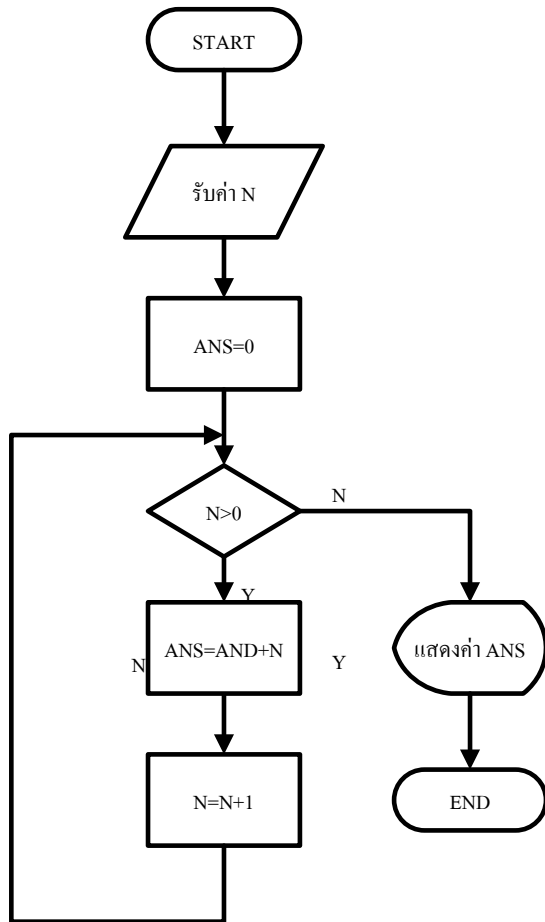 START
รับค่า N
ANS=0
N>0
N
Y
ANS=AND+N
N
Y
แสดงค่า ANS
N=N+1
END